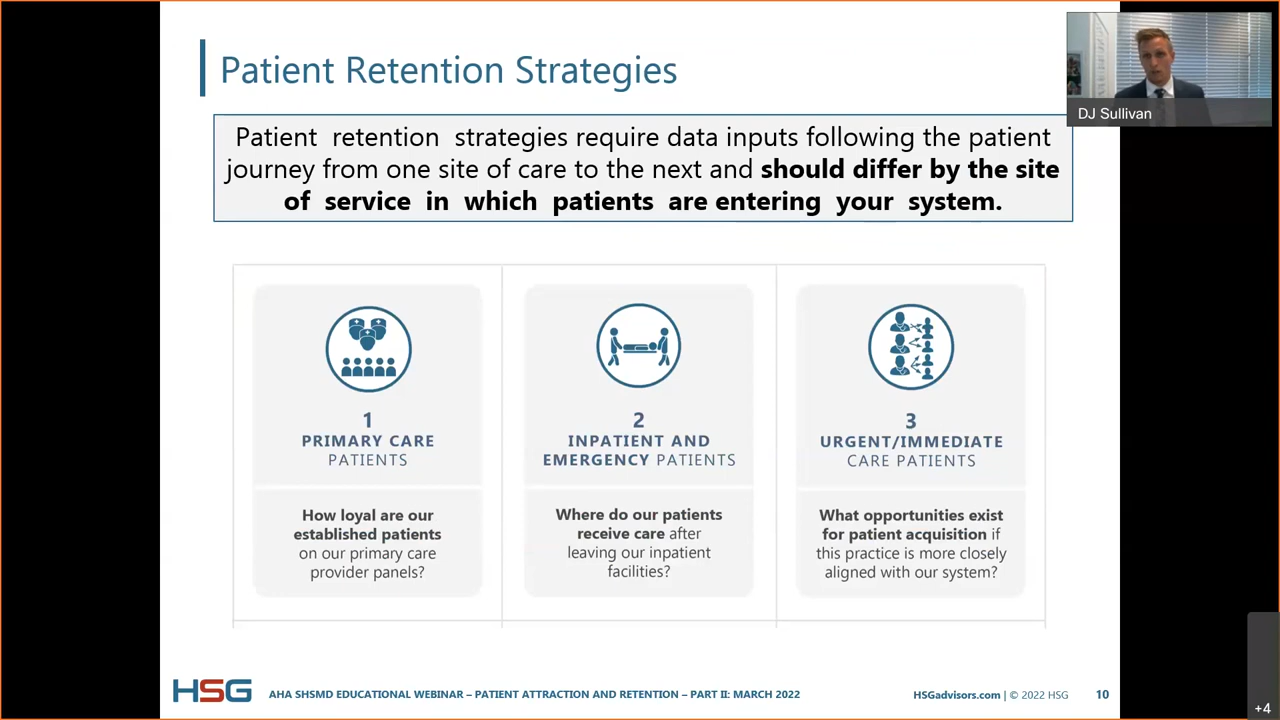 Patient Retention Strategies
DJ Sullivan
Patient retention strategies require data inputs following the patient
journey from one site of care to the next and should differ by the site
of service in which patients are entering your system.
1
PRIMARY CARE
PATIENTS
How loyal are our
established patients
on our primary care
provider panels?
2
INPATIENT AND
EMERGENCY PATIENTS
Where do our patients
receive care after
leaving our inpatient
facilities?
3
URGENT/IMMEDIATE
CARE PATIENTS
What opportunities exist
for patient acquisition if
this practice is more closely
aligned with our system?
HSG
AHA SHSMD EDUCATIONAL WEBINAR – PATIENT ATTRACTION AND RETENTION – PART II: MARCH 2022
HSGadvisors.com | © 2022 HSG
10
+4